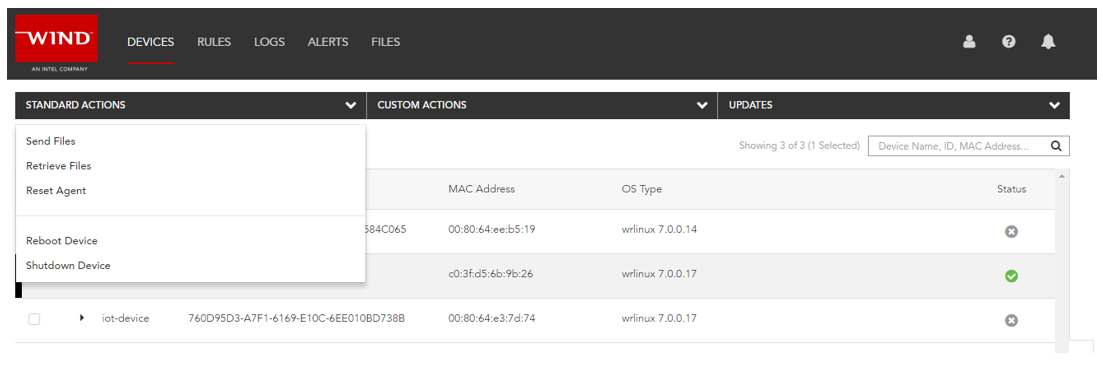 WIND
AN INTEL COMPANY
DEVICES RULES LOGS ALERTS FILES
STANDARD ACTIONS CUSTOM ACTIONS UPDATES
Send Files
Retrieve Files
Reset Agent
Reboot Device
Shutdown Device
Showing 3 of 3 (1 Selected) Device Name, ID, MAC Address...
MAC Address OS Type Status
584C065 00:80:64:ee:b5:19 wrlinux 7.0.0.14
c0:3f:d5:6b:9b:26 wrlinux 7.0.0.17
iot-device 760D95D3-A7F1-6169-E10C-6EE010BD738B 00:80:64:e3:7d:74 wrlinux 7.0.0.17